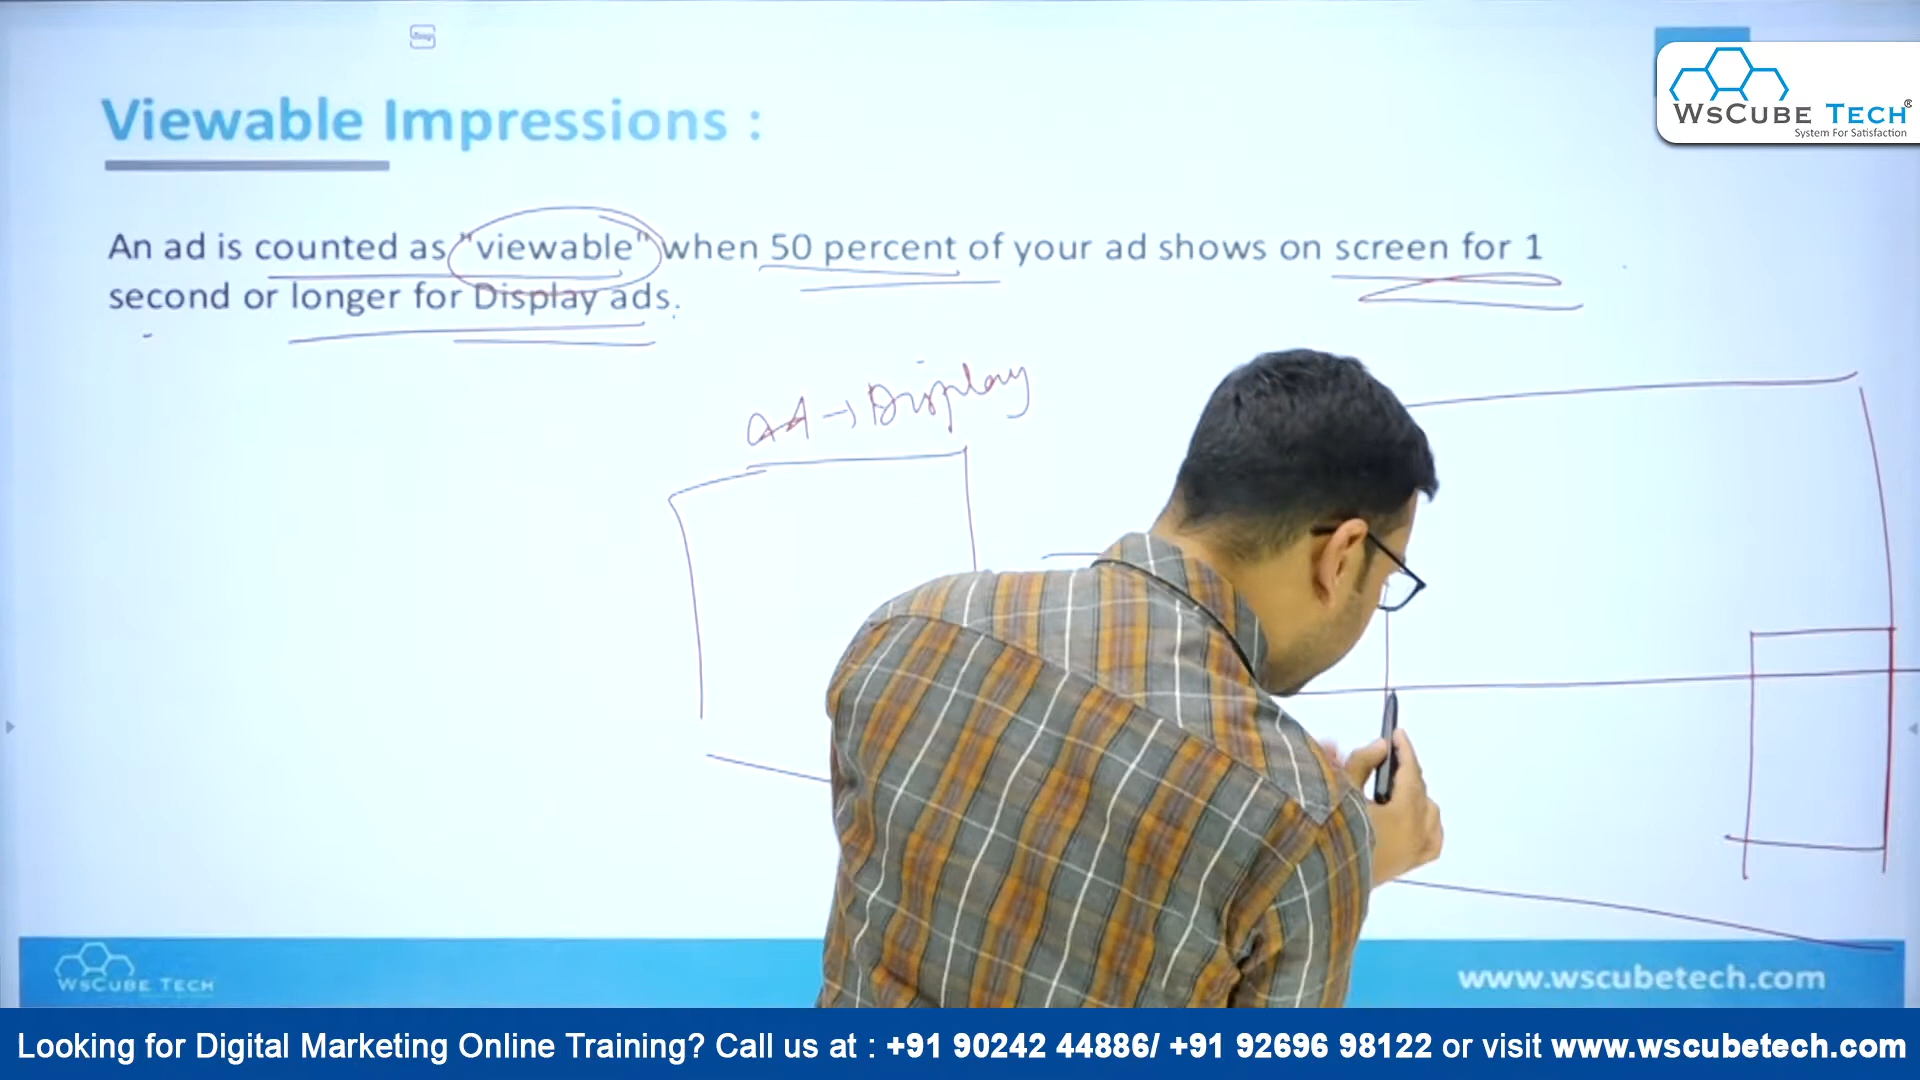 WSCUBE TECH®
System For Satisfaction
Viewable Impressions :
An ad is counted as "viewable" when 50 percent of your ad shows on screen for 1
second or longer for Display ads.
ad → Display
WSCUBE TECH
www.wscubetech.com
Looking for Digital Marketing Online Training? Call us at : +91 90242 44886/ +91 92696 98122 or visit www.wscubetech.com